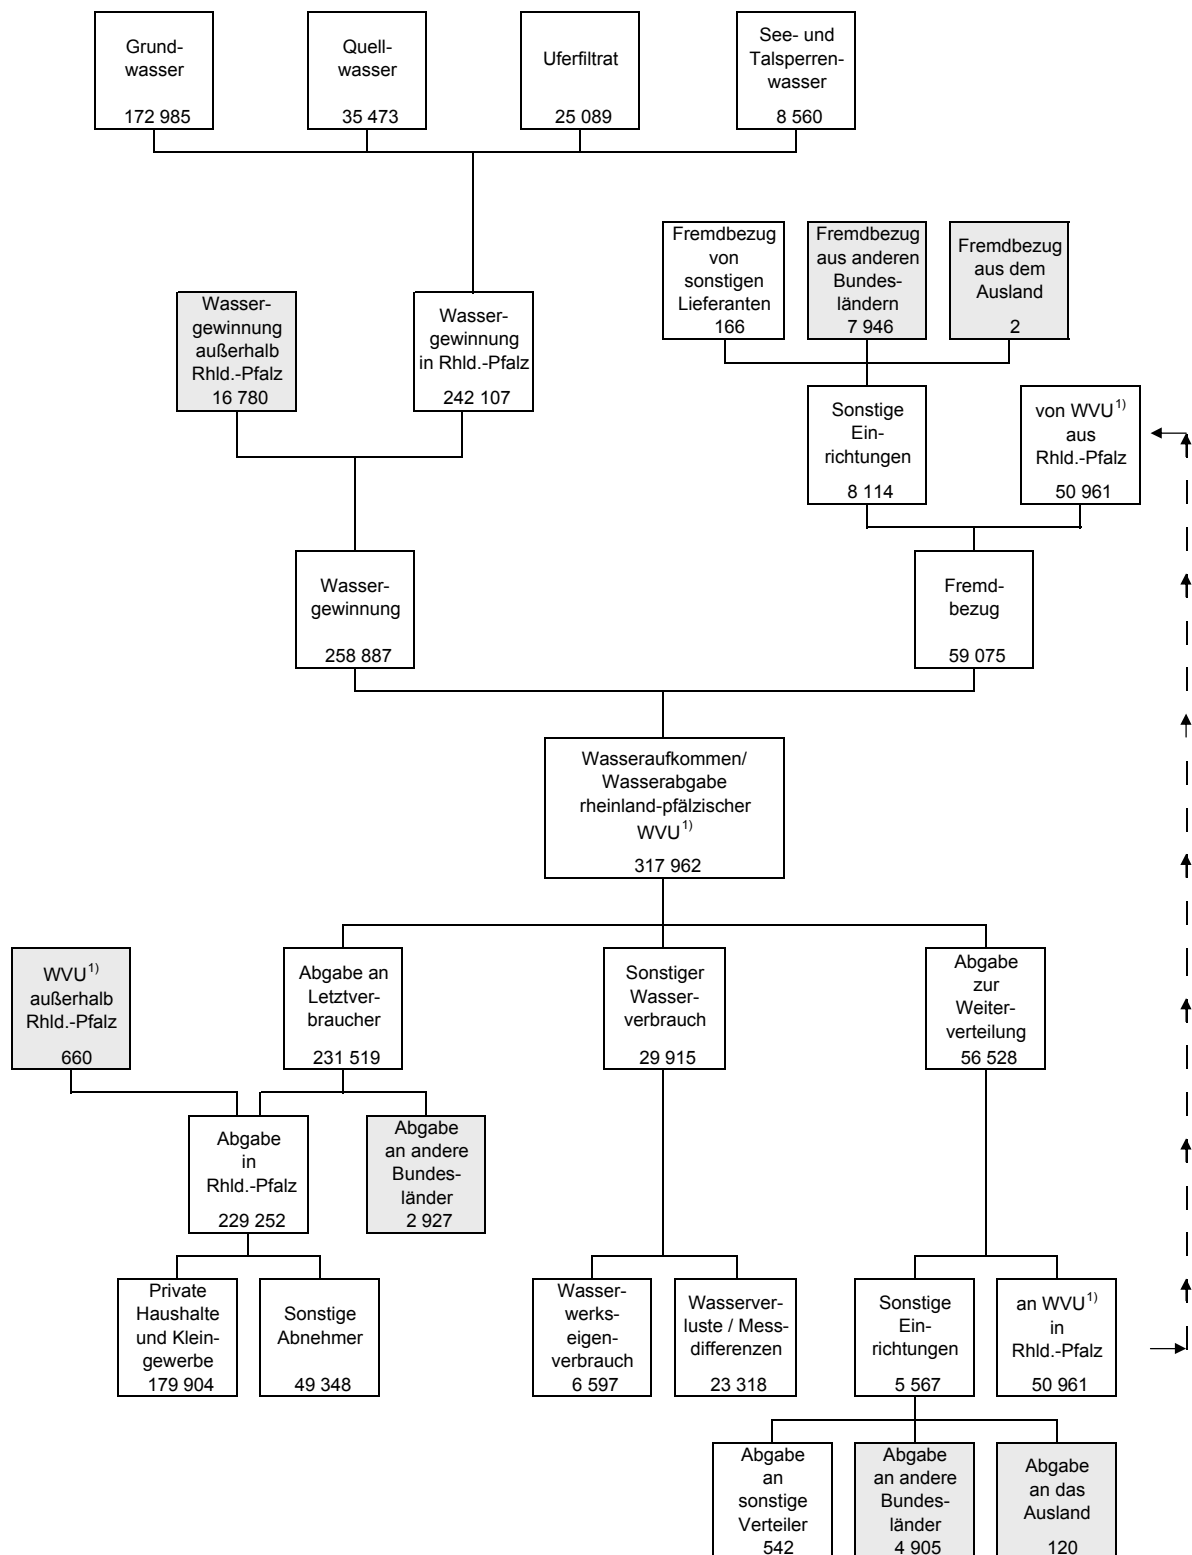 Grund-
wasser
172 985
Quell-
wasser
35 473
Uferfiltrat
25 089
See- und
Talsperren-
wasser
8 560
Fremdbezug
von
sonstigen
Lieferanten
166
Fremdbezug
aus anderen
Bundes-
ländern
7 946
Fremdbezug
aus dem
Ausland
2
Wasser-
gewinnung
außerhalb
Rhld.-Pfalz
16 780
Wasser-
gewinnung
in Rhld.-Pfalz
242 107
Sonstige
Ein-
richtungen
8 114
von WVU1)
aus
Rhld.-Pfalz
50 961
Wasser-
gewinnung
258 887
Fremd-
bezug
59 075
Wasseraufkommen/
Wasserabgabe
rheinland-pfälzischer
WVU1)
317 962
WVU1)
außerhalb
Rhld.-Pfalz
660
Abgabe an
Letztver-
braucher
231 519
Sonstiger
Wasser-
verbrauch
29 915
Abgabe
zur
Weiter-
verteilung
56 528
Abgabe
in
Rhld.-Pfalz
229 252
Abgabe
an andere
Bundes-
länder
2 927
Private
Haushalte
und Klein-
gewerbe
179 904
Sonstige
Abnehmer
49 348
Wasser-
werks-
eigen-
verbrauch
6 597
Wasserver-
luste / Mess-
differenzen
23 318
Sonstige
Ein-
richtungen
5 567
an WVU1)
in
Rhld.-Pfalz
50 961
Abgabe
an
sonstige
Verteiler
542
Abgabe
an andere
Bundes-
länder
4 905
Abgabe
an das
Ausland
120